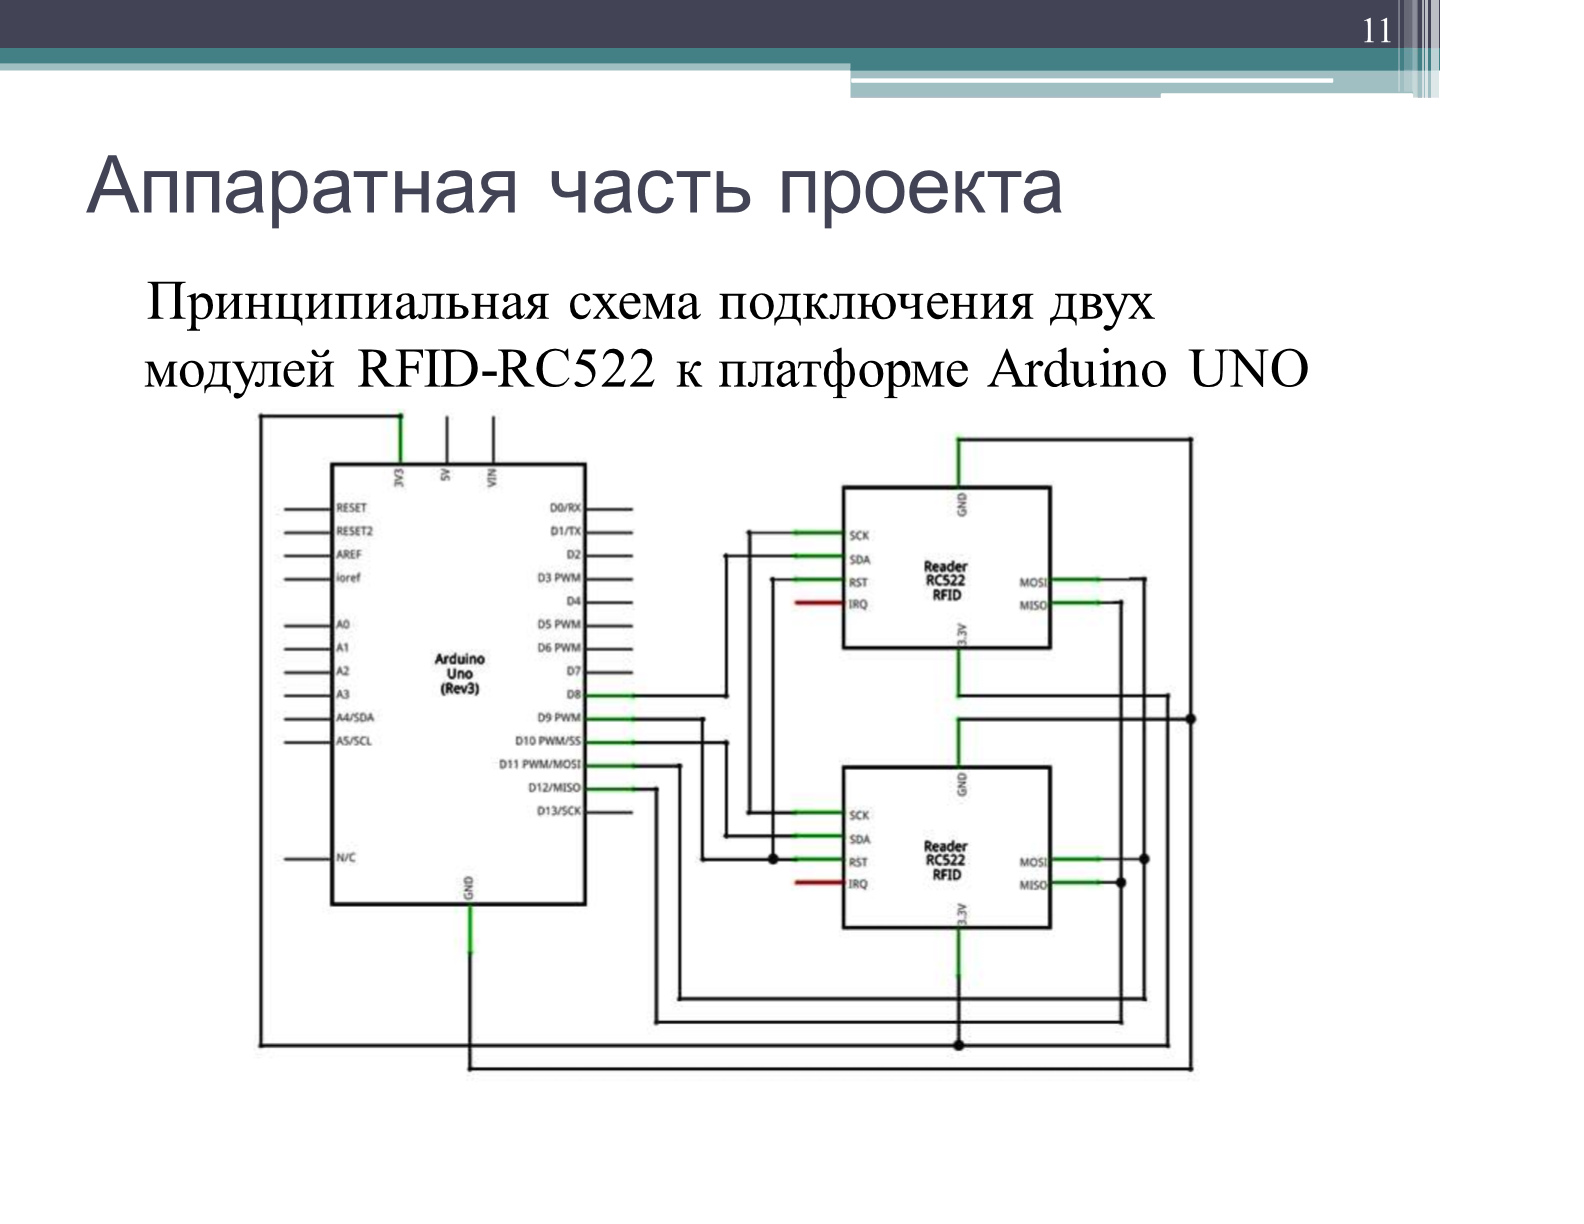 11
Аппаратная часть проекта
Принципиальная схема подключения двух
модулей RFID-RC522 к платформе Arduino UNO
3V3
5V
VIN
RESET
RESET2
AREF
ioref
A0
A1
A2
A3
A4/SDA
A5/SCL
N/C
Arduino
Uno
(Rev3)
D0/RX
D1/TX
D2
D3 PWM
D4
D5 PWM
D6 PWM
D7
D8
D9 PWM
D10 PWM/SS
D11 PWM/MOSI
D12/MISO
D13/SCK
GND
GND
SCK
SDA
RST
IRQ
Reader
RC522
RFID
MOSI
MISO
3.3V
GND
SCK
SDA
RST
IRQ
Reader
RC522
RFID
MOSI
MISO
3.3V